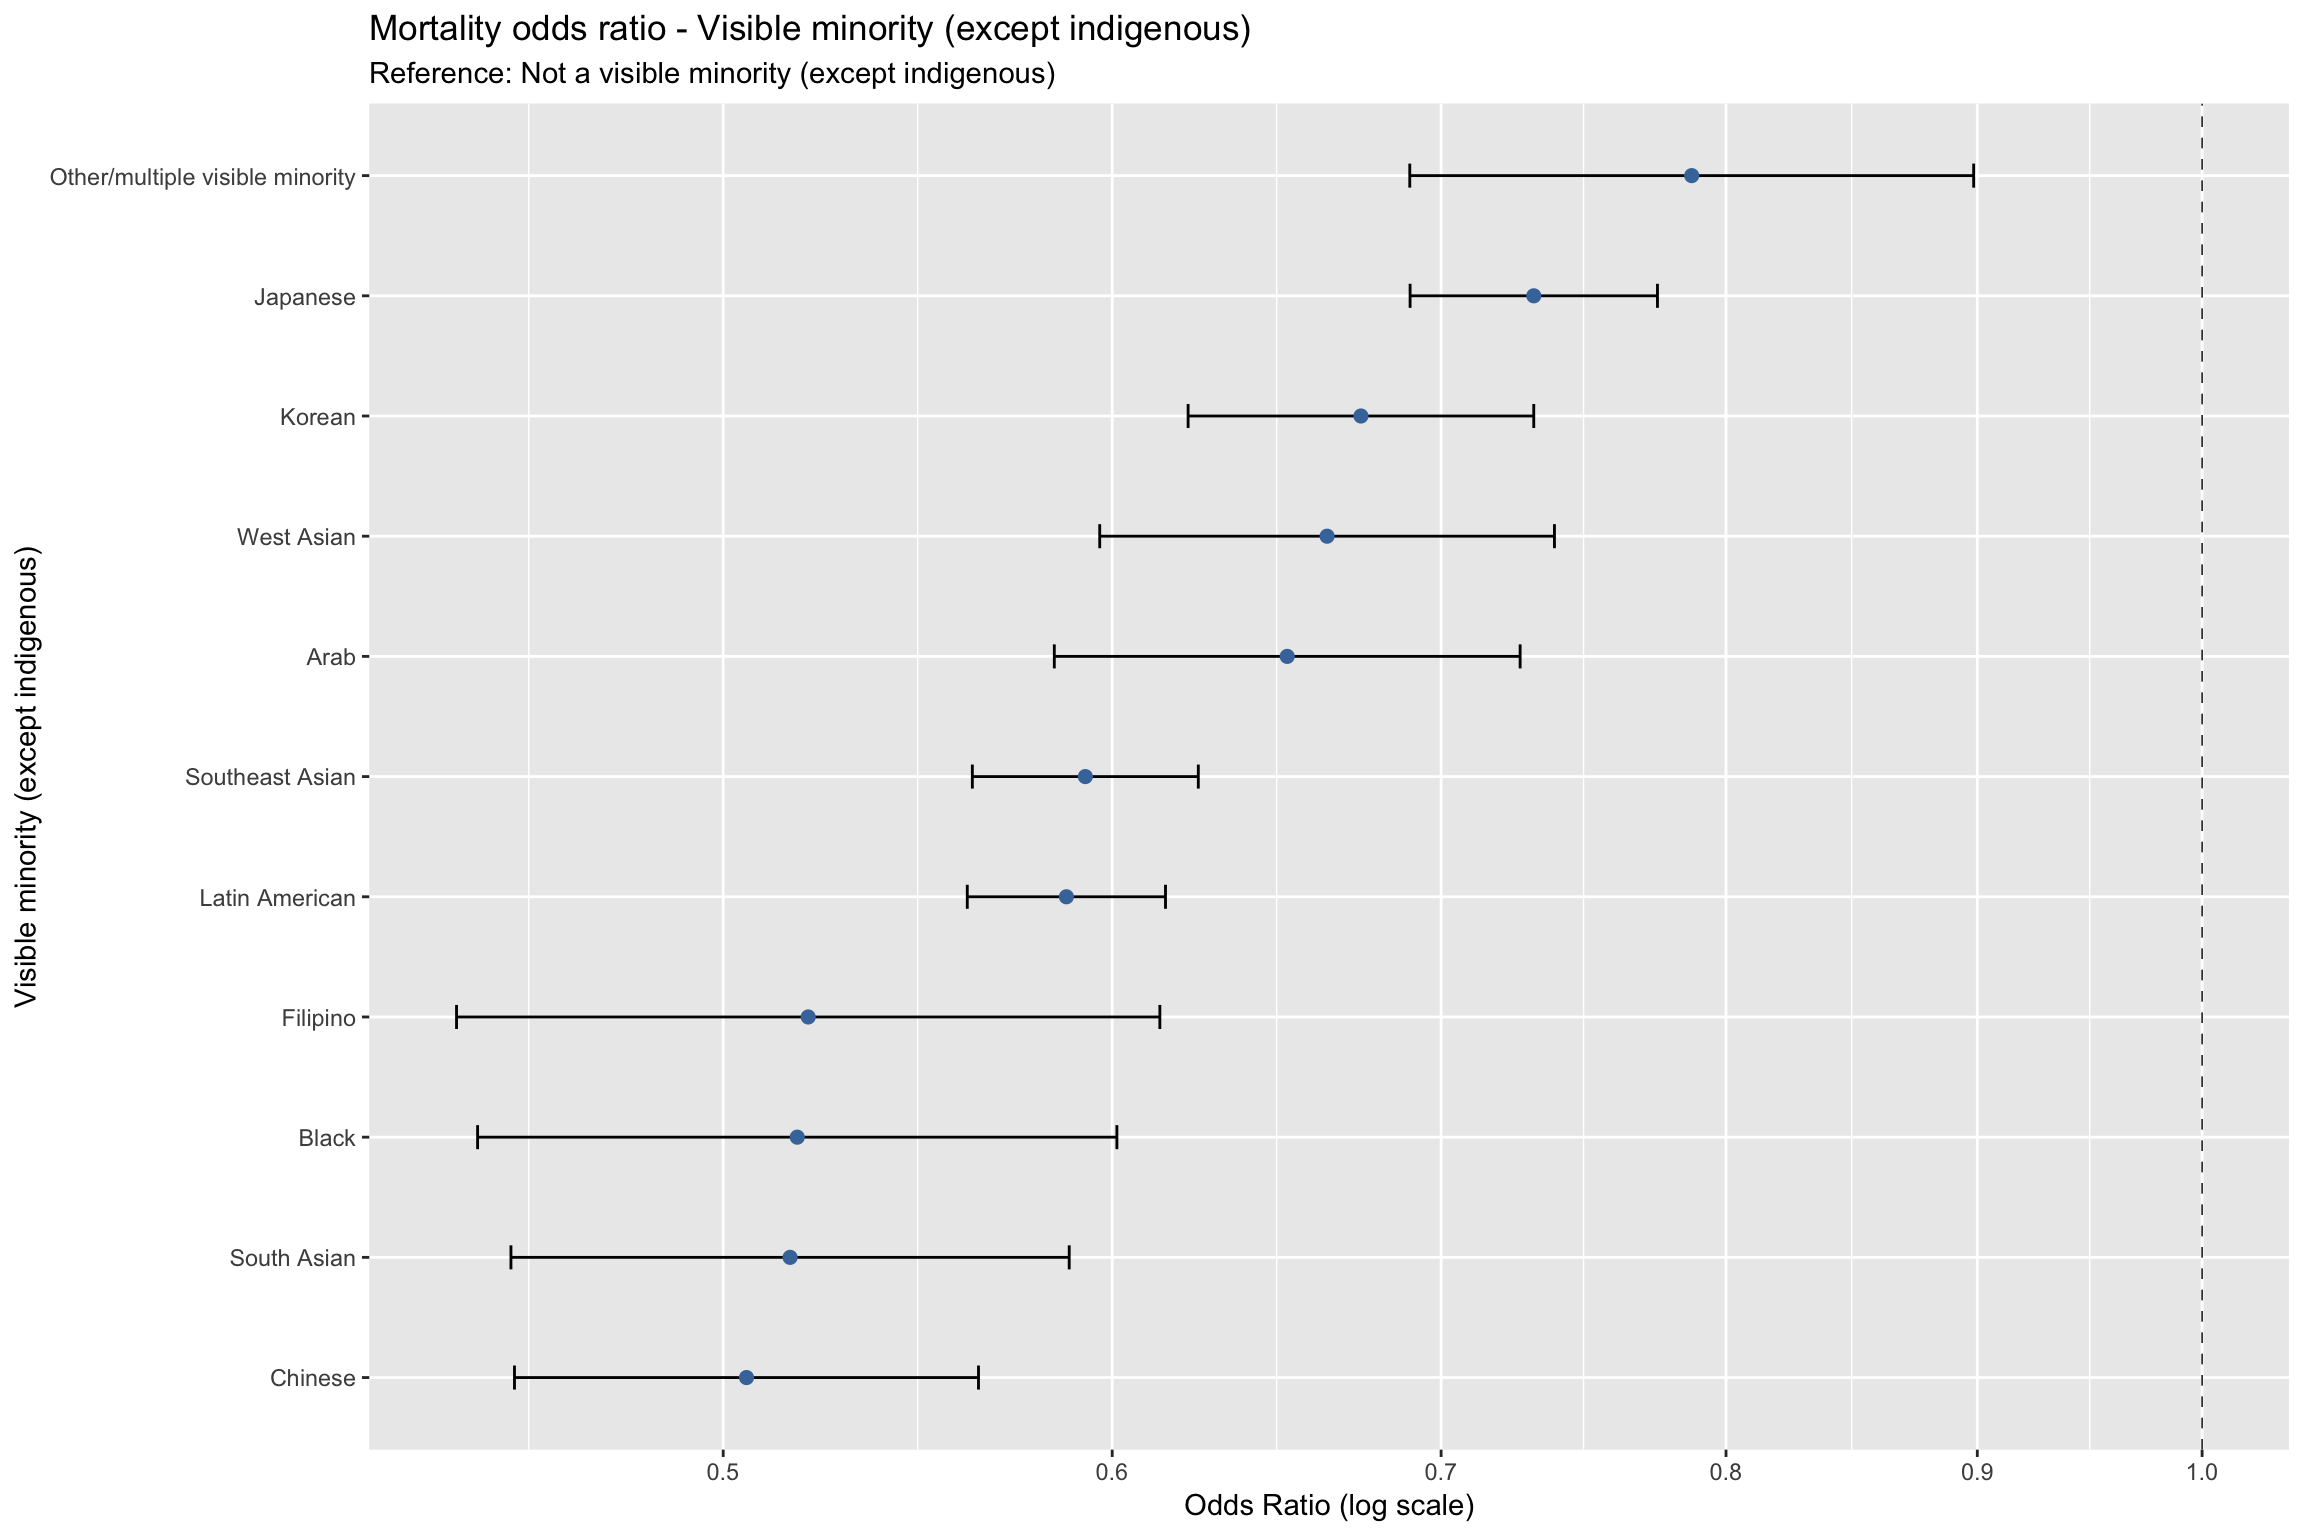 Mortality odds ratio - Visible minority (except indigenous)
Reference: Not a visible minority (except indigenous)
Visible minority (except indigenous)
Other/multiple visible minority
Japanese
Korean
West Asian
Arab
Southeast Asian
Latin American
Filipino
Black
South Asian
Chinese
0.5 0.6 0.7 0.8 0.9 1.0
Odds Ratio (log scale)